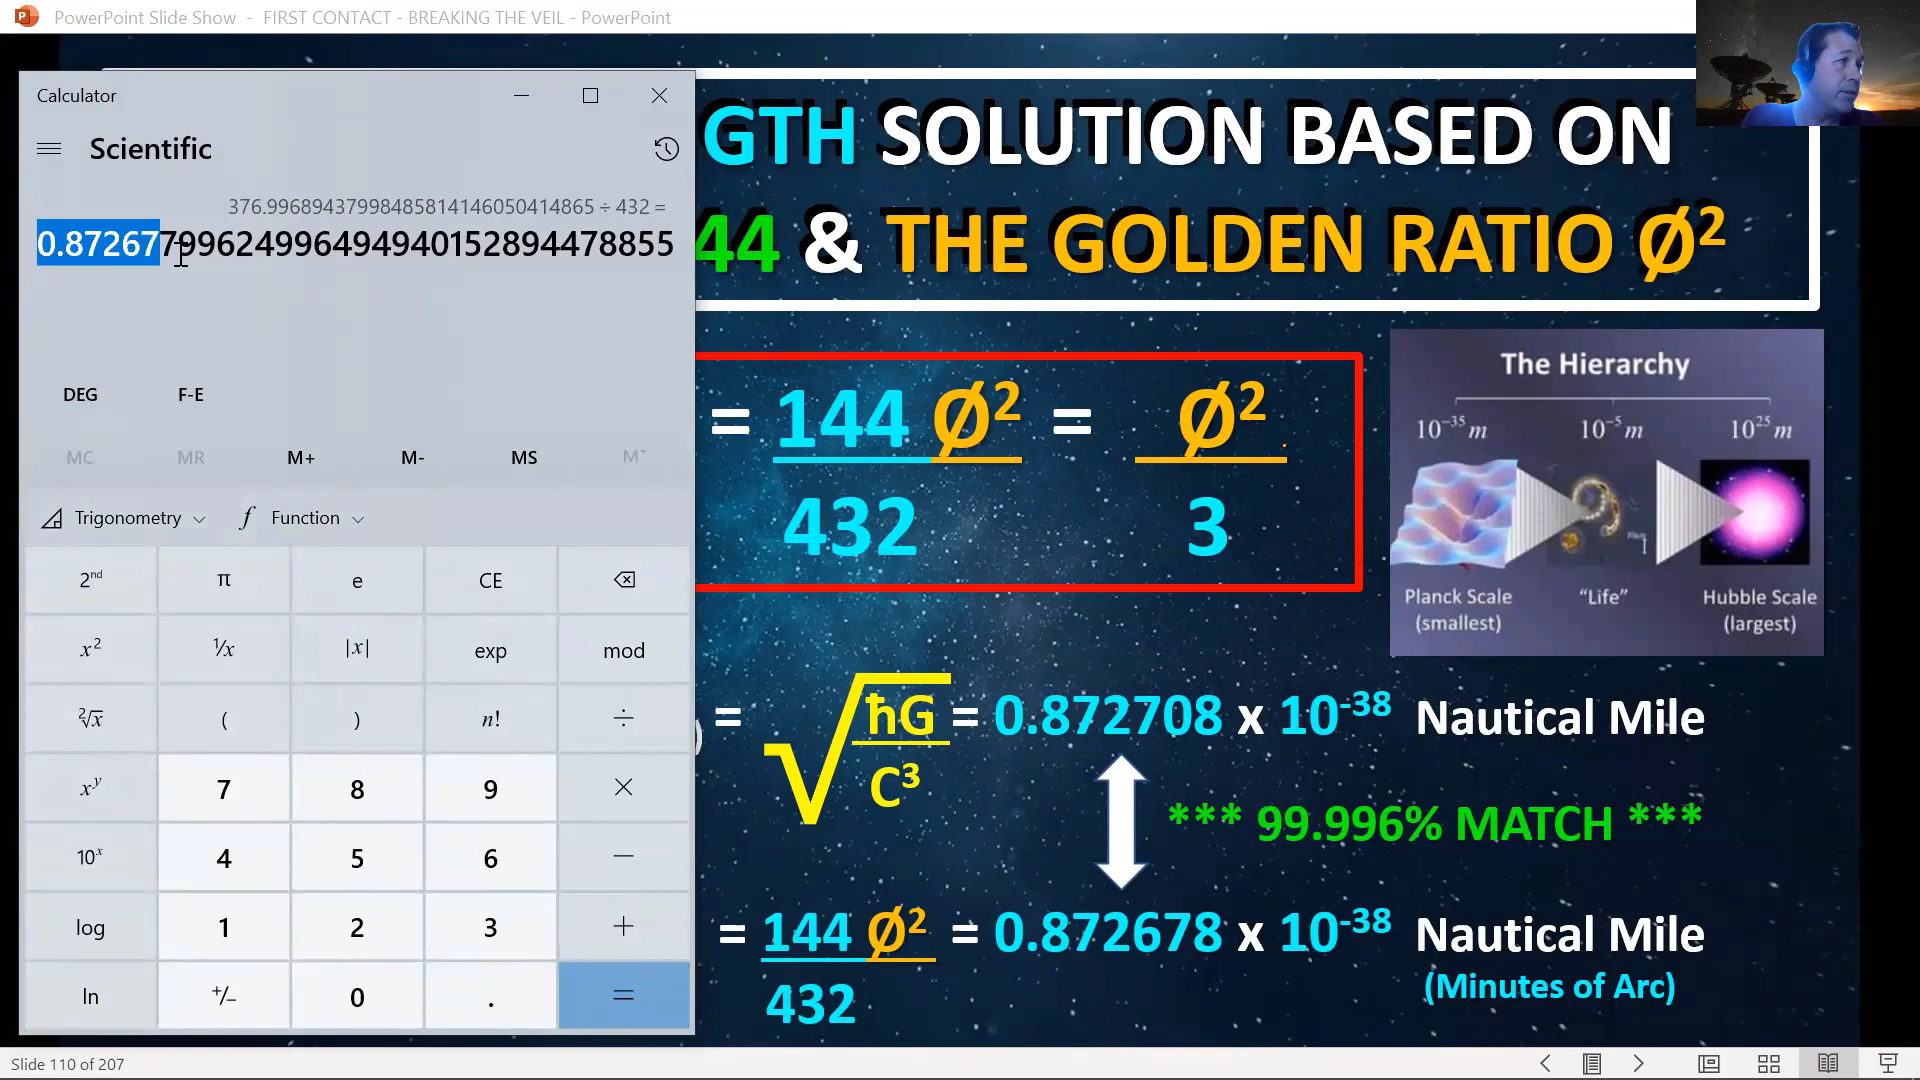 PowerPoint Slide Show - FIRST CONTACT - BREAKING THE VEIL - PowerPoint
Calculator
Scientific
376.99689437998485814146050414865 ÷ 432 =
0.87267799624996494940152894478855
DEG F-E
MC MR M+ M- MS M˅
Trigonometry f Function
2nd π e CE
x² ¹/x |x| exp mod
²√x ( ) n! ÷
xʸ 7 8 9 ×
10ˣ 4 5 6 −
log 1 2 3 +
ln +/− 0 . =
GTH SOLUTION BASED ON
44 & THE GOLDEN RATIO Ø²
= 144 Ø² = Ø²
432 3
The Hierarchy
10⁻³⁵ m 10⁻⁵ m 10²⁵ m
Planck Scale “Life” Hubble Scale
(smallest) (largest)
) = √ħG = 0.872708 x 10⁻³⁸ Nautical Mile
C³
*** 99.996% MATCH ***
= 144 Ø² = 0.872678 x 10⁻³⁸ Nautical Mile
432 (Minutes of Arc)
Slide 110 of 207